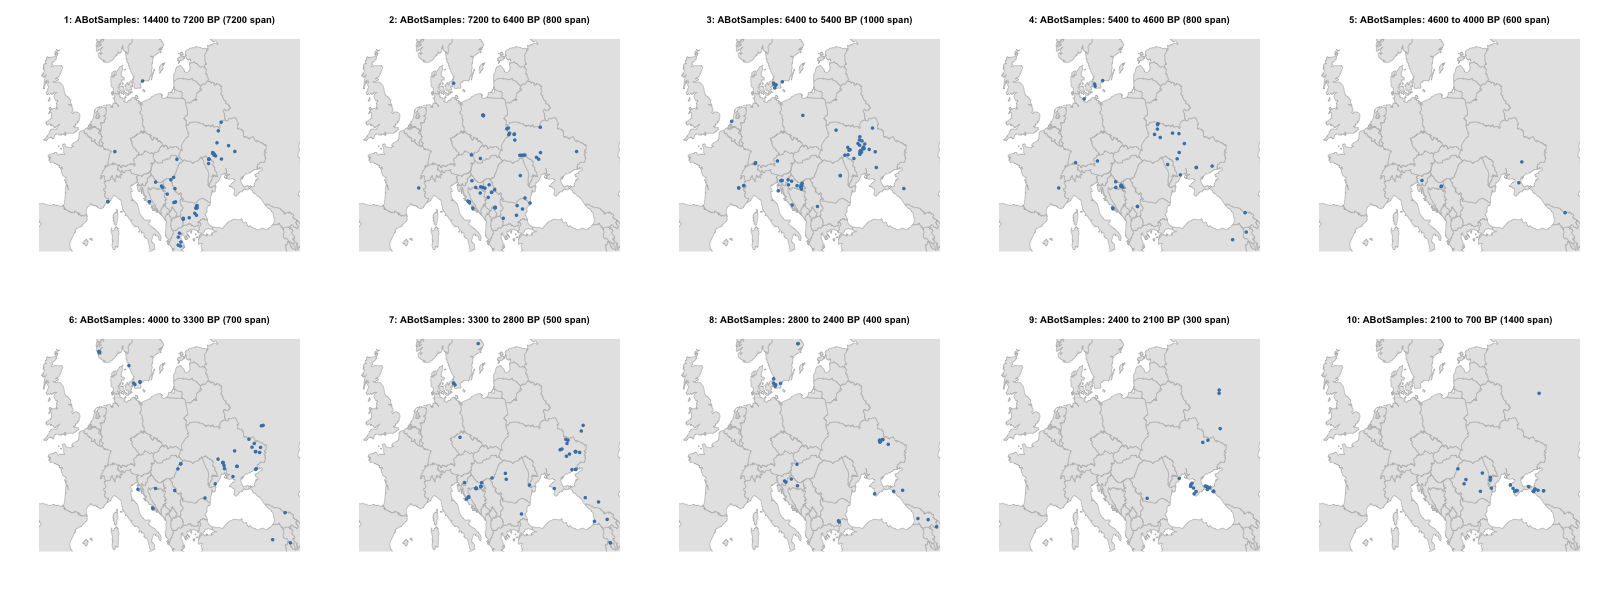 1: ABotSamples: 14400 to 7200 BP (7200 span)
2: ABotSamples: 7200 to 6400 BP (800 span)
3: ABotSamples: 6400 to 5400 BP (1000 span)
4: ABotSamples: 5400 to 4600 BP (800 span)
5: ABotSamples: 4600 to 4000 BP (600 span)
6: ABotSamples: 4000 to 3300 BP (700 span)
7: ABotSamples: 3300 to 2800 BP (500 span)
8: ABotSamples: 2800 to 2400 BP (400 span)
9: ABotSamples: 2400 to 2100 BP (300 span)
10: ABotSamples: 2100 to 700 BP (1400 span)